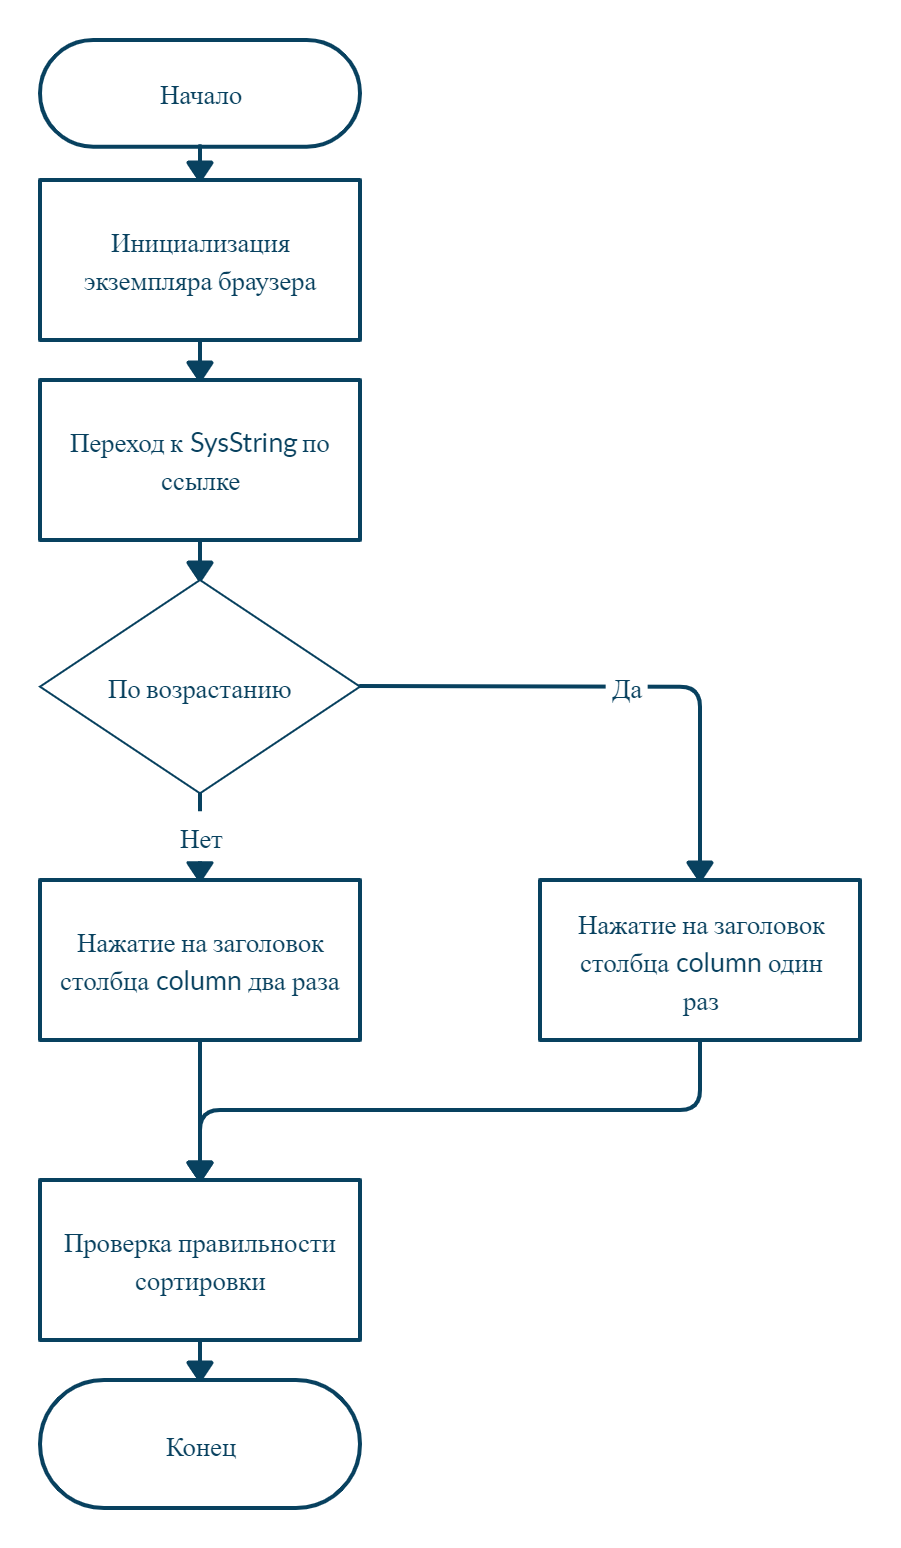 Начало
Инициализация
экземпляра браузера
Переход к SysString по
ссылке
По возрастанию
Да
Нет
Нажатие на заголовок
столбца column два раза
Нажатие на заголовок
столбца column один
раз
Проверка правильности
сортировки
Конец